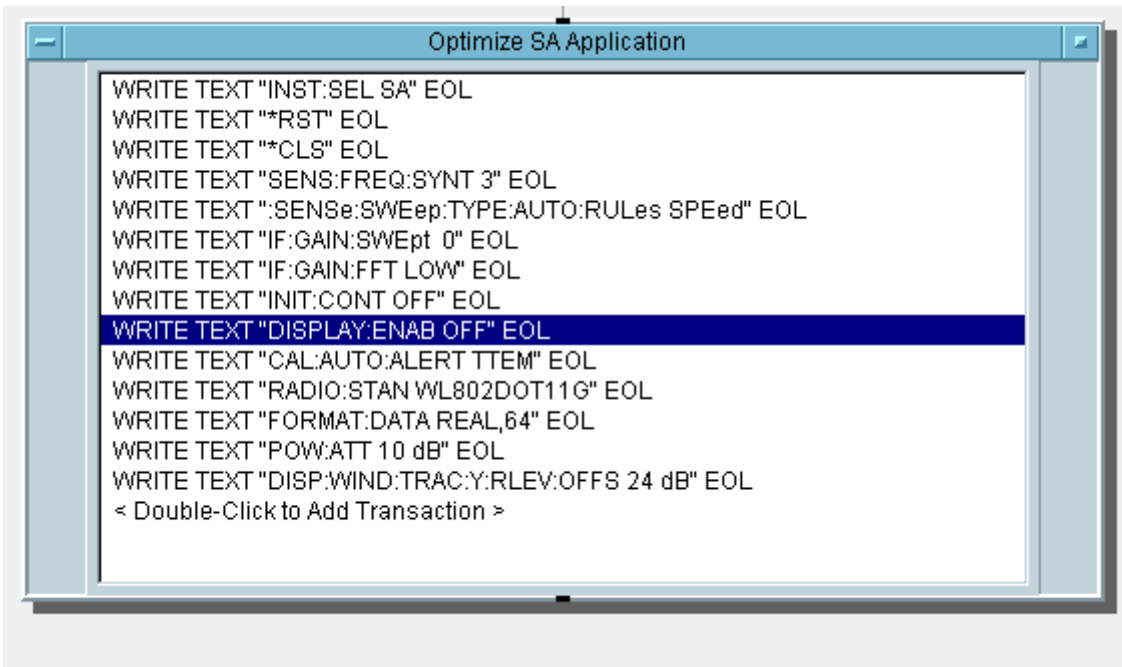 Optimize SA Application
WRITE TEXT "INST:SEL SA" EOL
WRITE TEXT "*RST" EOL
WRITE TEXT "*CLS" EOL
WRITE TEXT "SENS:FREQ:SYNT 3" EOL
WRITE TEXT ":SENSe:SWEep:TYPE:AUTO:RULes SPEed" EOL
WRITE TEXT "IF:GAIN:SWEpt  0" EOL
WRITE TEXT "IF:GAIN:FFT LOW" EOL
WRITE TEXT "INIT:CONT OFF" EOL
WRITE TEXT "DISPLAY:ENAB OFF" EOL
WRITE TEXT "CAL:AUTO:ALERT TTEM" EOL
WRITE TEXT "RADIO:STAN WL802DOT11G" EOL
WRITE TEXT "FORMAT:DATA REAL,64" EOL
WRITE TEXT "POW:ATT 10 dB" EOL
WRITE TEXT "DISP:WIND:TRAC:Y:RLEV:OFFS 24 dB" EOL
< Double-Click to Add Transaction >